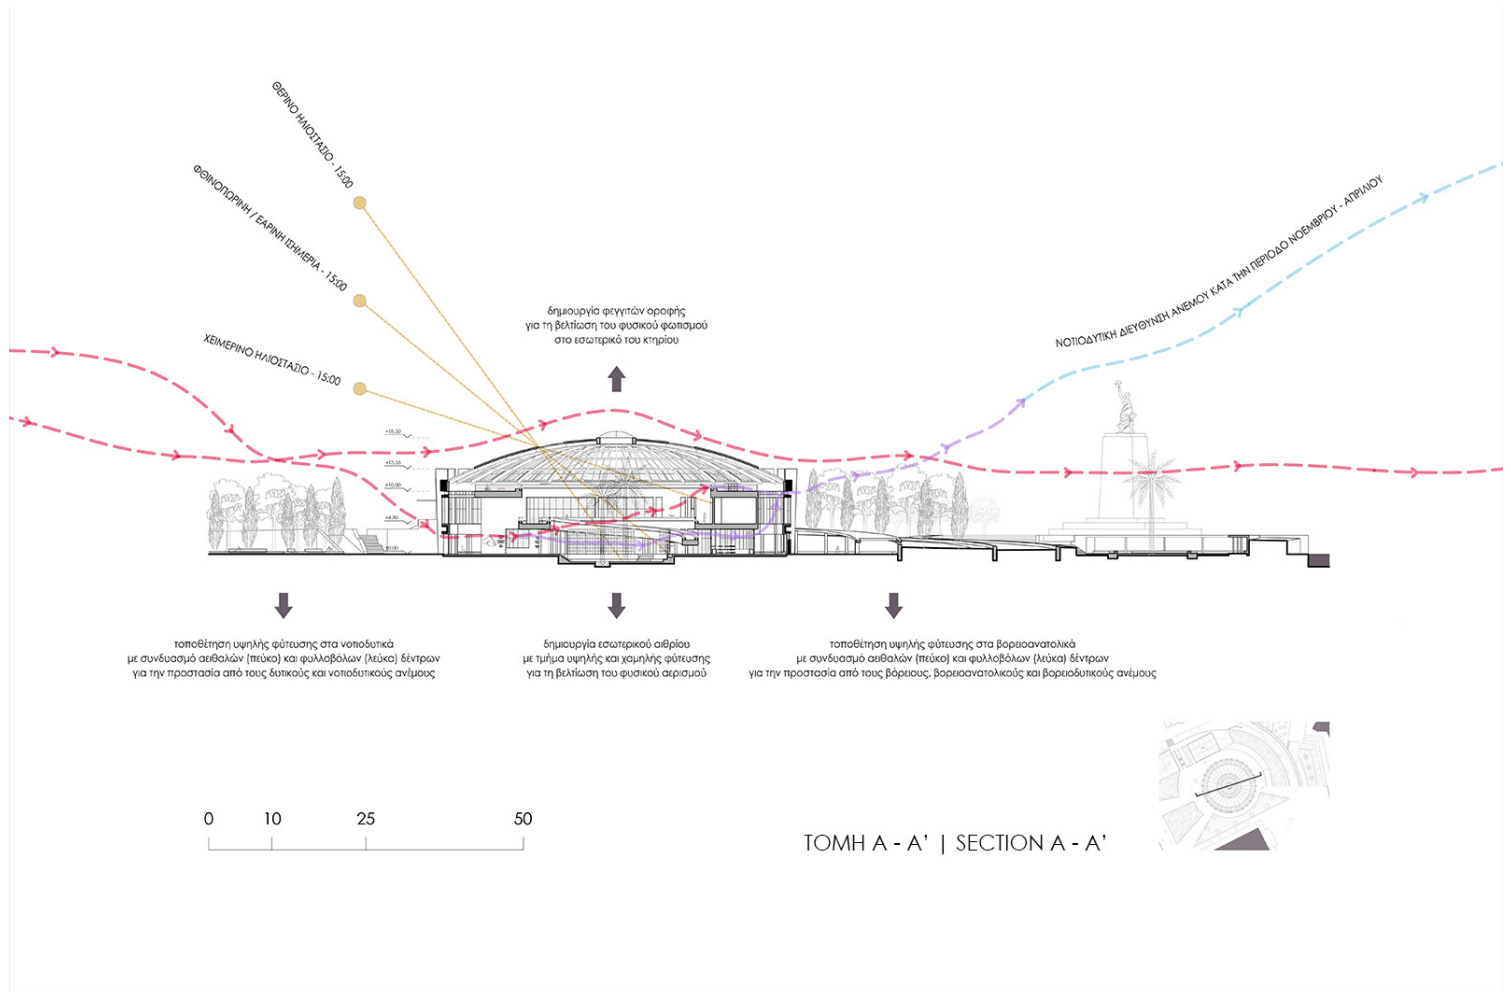 ΘΕΡΙΝΟ ΗΛΙΟΣΤΑΣΙΟ - 15:00
ΦΘΙΝΟΠΩΡΙΝΗ / ΕΑΡΙΝΗ ΙΣΗΜΕΡΙΑ - 15:00
ΧΕΙΜΕΡΙΝΟ ΗΛΙΟΣΤΑΣΙΟ - 15:00
ΝΟΤΙΟΔΥΤΙΚΗ ΔΙΕΥΘΥΝΣΗ ΑΝΕΜΟΥ ΚΑΤΑ ΤΗΝ ΠΕΡΙΟΔΟ ΝΟΕΜΒΡΙΟΥ - ΑΠΡΙΛΙΟΥ
δημιουργία φεγγιτών οροφής
για τη βελτίωση του φυσικού φωτισμού
στο εσωτερικό του κτηρίου
+10.00
τοποθέτηση υψηλής φύτευσης στα νοτιοδυτικά
με συνδυασμό αειθαλών (πεύκο) και φυλλοβόλων (λεύκα) δέντρων
για την προστασία από τους δυτικούς και νοτιοδυτικούς ανέμους
δημιουργία εσωτερικού αιθρίου
με τμήμα υψηλής και χαμηλής φύτευσης
για τη βελτίωση του φυσικού αερισμού
τοποθέτηση υψηλής φύτευσης στα βορειοανατολικά
με συνδυασμό αειθαλών (πεύκο) και φυλλοβόλων (λεύκα) δέντρων
για την προστασία από τους βόρειους, βορειοανατολικούς και βορειοδυτικούς ανέμους
0 10 25 50
ΤΟΜΗ Α - Α' | SECTION A - A'